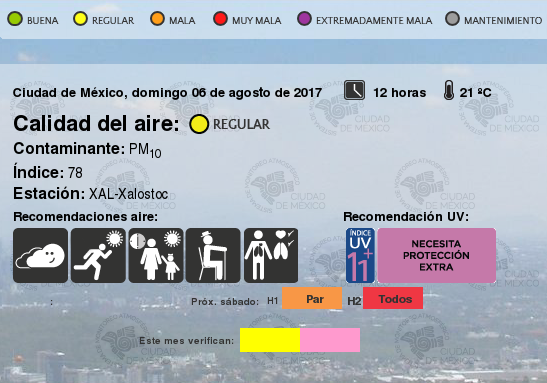 BUENA REGULAR MALA MUY MALA EXTREMADAMENTE MALA MANTENIMIENTO
Ciudad de México, domingo 06 de agosto de 2017 12 horas 21 ºC
Calidad del aire: REGULAR
Contaminante: PM10
Índice: 78
Estación: XAL-Xalostoc
Recomendaciones aire: Recomendación UV:
ÍNDICE
UV
11+
NECESITA
PROTECCIÓN
EXTRA
: Próx. sábado: H1 Par H2 Todos
Este mes verifican:
CIUDAD
DE MÉXICO